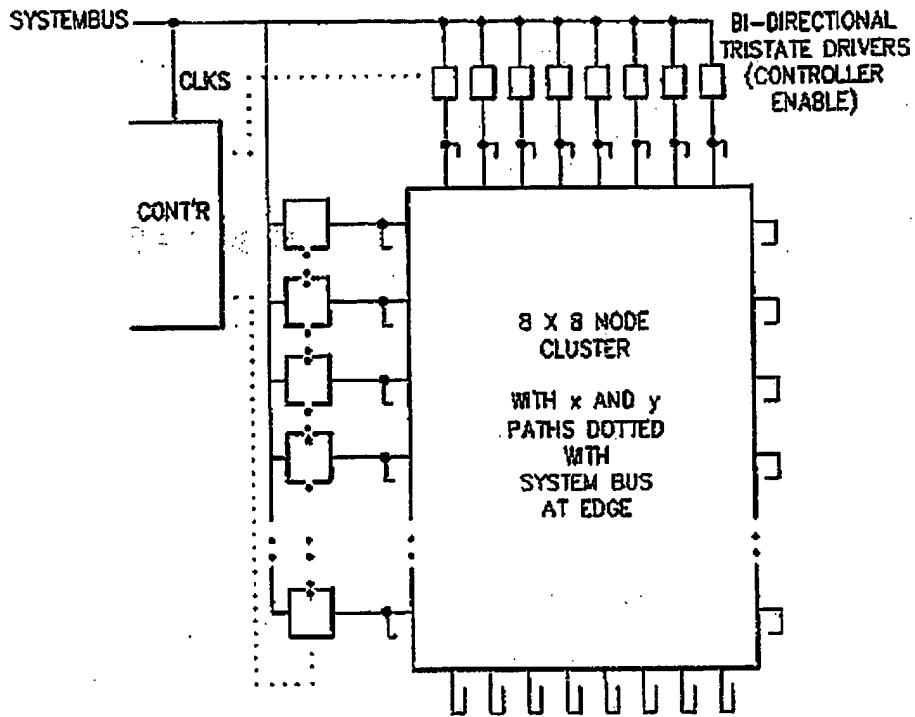 SYSTEMBUS
BI-DIRECTIONAL
TRISTATE DRIVERS
(CONTROLLER
ENABLE)
CLKS
CONT'R
8 X 8 NODE
CLUSTER
WITH x AND y
PATHS DOTTED
WITH
SYSTEM BUS
AT EDGE